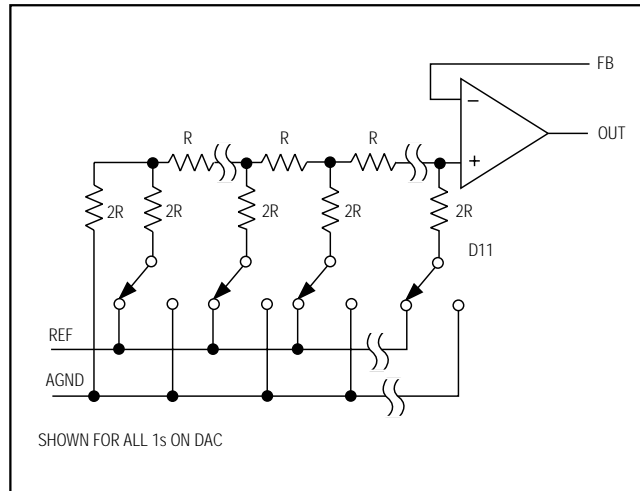 FB
−
OUT
R R R
+
2R 2R 2R 2R 2R
D11
REF
AGND
SHOWN FOR ALL 1s ON DAC